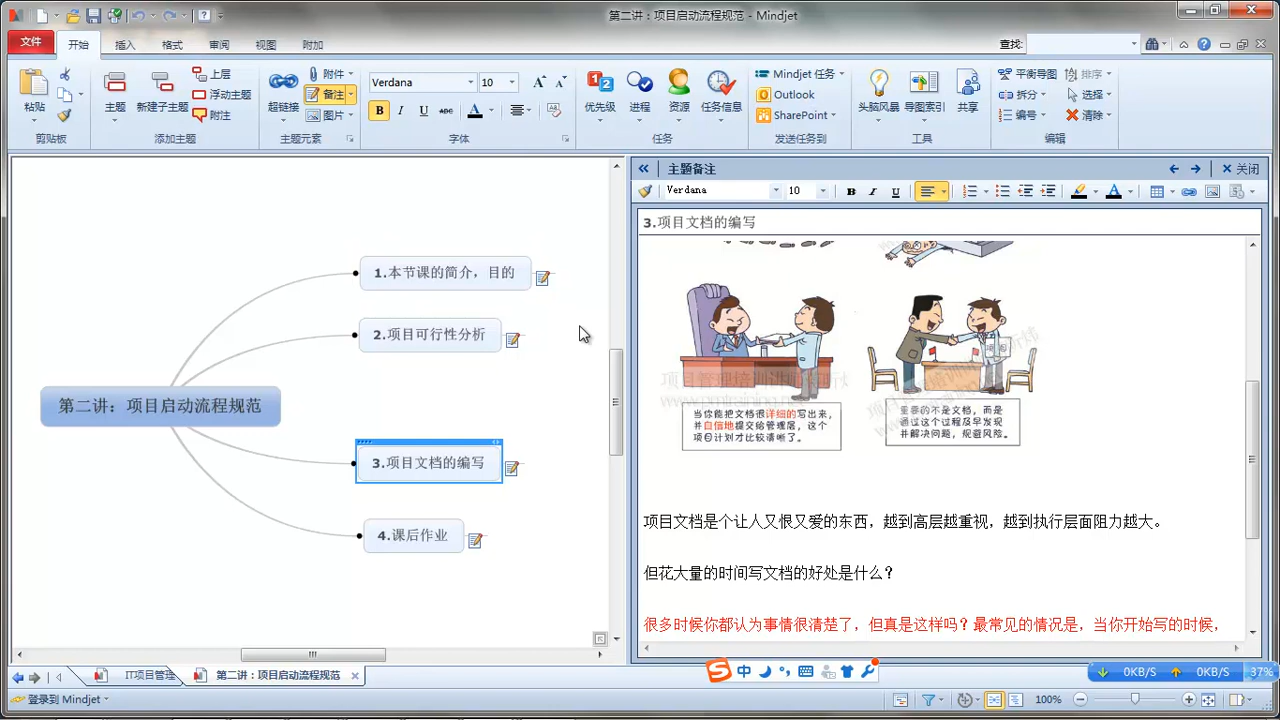 第二讲：项目启动流程规范 - Mindjet
文件
开始
插入
格式
审阅
视图
附加
查找:
粘贴
剪贴板
主题
新建子主题
上层
浮动主题
附注
添加主题
超链接
附件
备注
图片
主题元素
Verdana
10
B I U abc A
字体
优先级
进程
资源
任务信息
任务
Mindjet 任务
Outlook
SharePoint
发送任务到
头脑风暴
导图索引
共享
工具
平衡导图
拆分
编号
排序
选择
清除
编辑
第二讲：项目启动流程规范
1.本节课的简介，目的
2.项目可行性分析
3.项目文档的编写
4.课后作业
主题备注
关闭
Verdana
10
B I U A
3.项目文档的编写
当你能把文档很详细的写出来，
并自信地提交给管理层，这个
项目计划才比较清晰了。
重要的不是文档，而是
通过这个过程及早发现
并解决问题，规避风险。
项目文档是个让人又恨又爱的东西，越到高层越重视，越到执行层面阻力越大。
但花大量的时间写文档的好处是什么？
很多时候你都认为事情很清楚了，但真是这样吗？最常见的情况是，当你开始写的时候，
IT项目管理
第二讲：项目启动流程规范
中
0KB/S
0KB/S
37%
登录到 Mindjet
100%